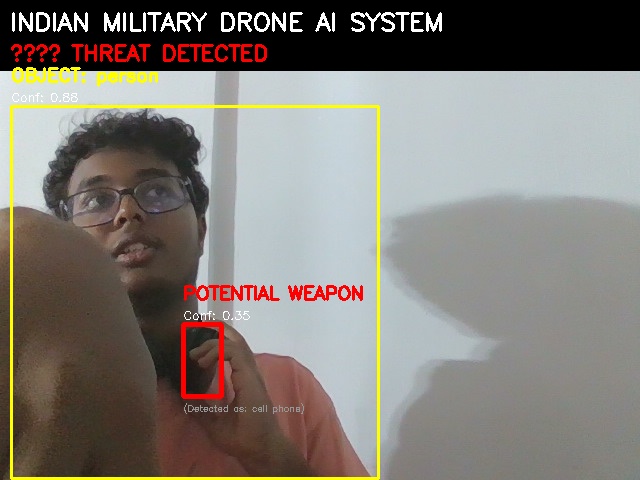 INDIAN MILITARY DRONE AI SYSTEM
???? THREAT DETECTED
OBJECT: person
Conf: 0.88
POTENTIAL WEAPON
Conf: 0.35
(Detected as: cell phone)